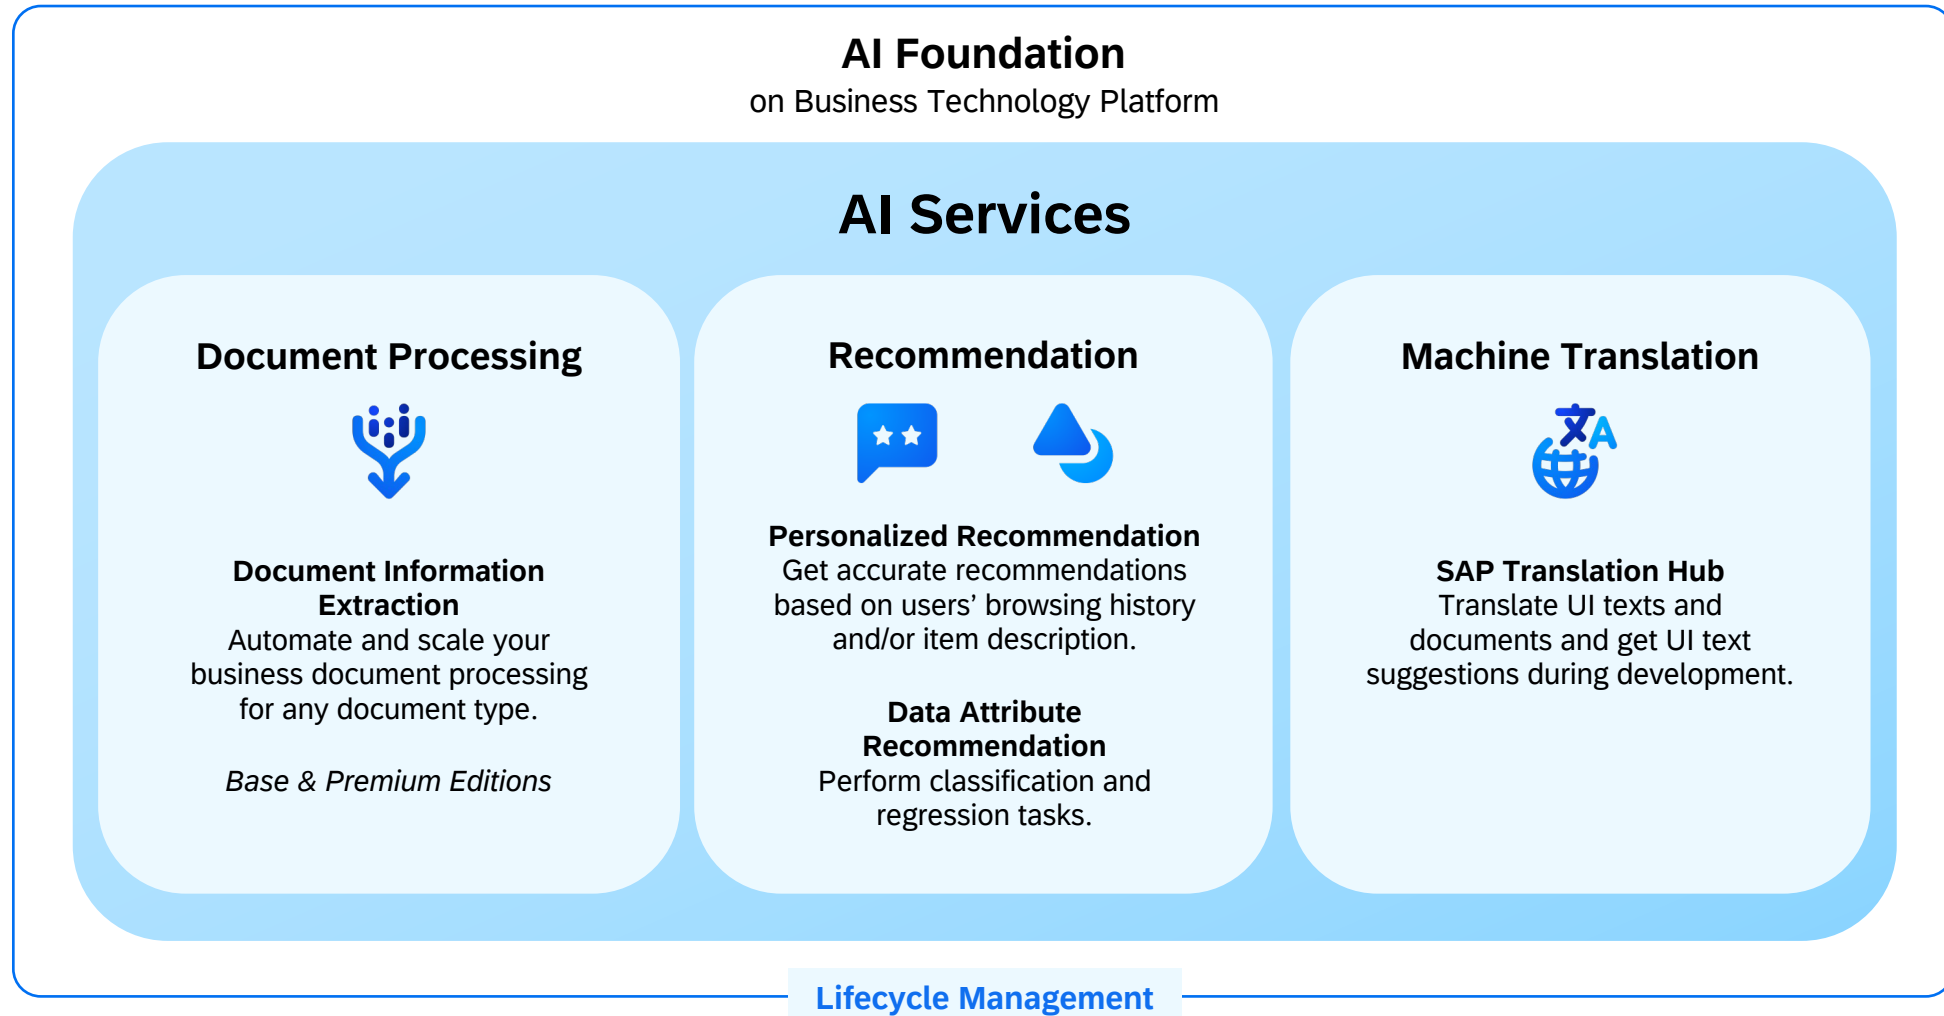 AI Foundation
on Business Technology Platform
AI Services
Document Processing
Document Information
Extraction
Automate and scale your
business document processing
for any document type.
Base & Premium Editions
Recommendation
Personalized Recommendation
Get accurate recommendations
based on users’ browsing history
and/or item description.
Data Attribute
Recommendation
Perform classification and
regression tasks.
Machine Translation
文A
SAP Translation Hub
Translate UI texts and
documents and get UI text
suggestions during development.
Lifecycle Management